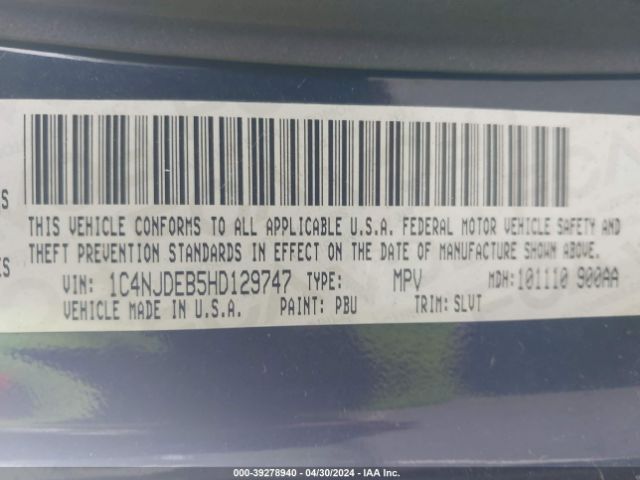 S
THIS VEHICLE CONFORMS TO ALL APPLICABLE U.S.A. FEDERAL MOTOR VEHICLE SAFETY AND
THEFT PREVENTION STANDARDS IN EFFECT ON THE DATE OF MANUFACTURE SHOWN ABOVE.
ES
VIN: 1C4NJDEB5HD129747 TYPE: MPV MDH:101110 900AA
VEHICLE MADE IN U.S.A. PAINT: PBU TRIM: SLVT
000-39278940 - 04/30/2024 - IAA Inc.